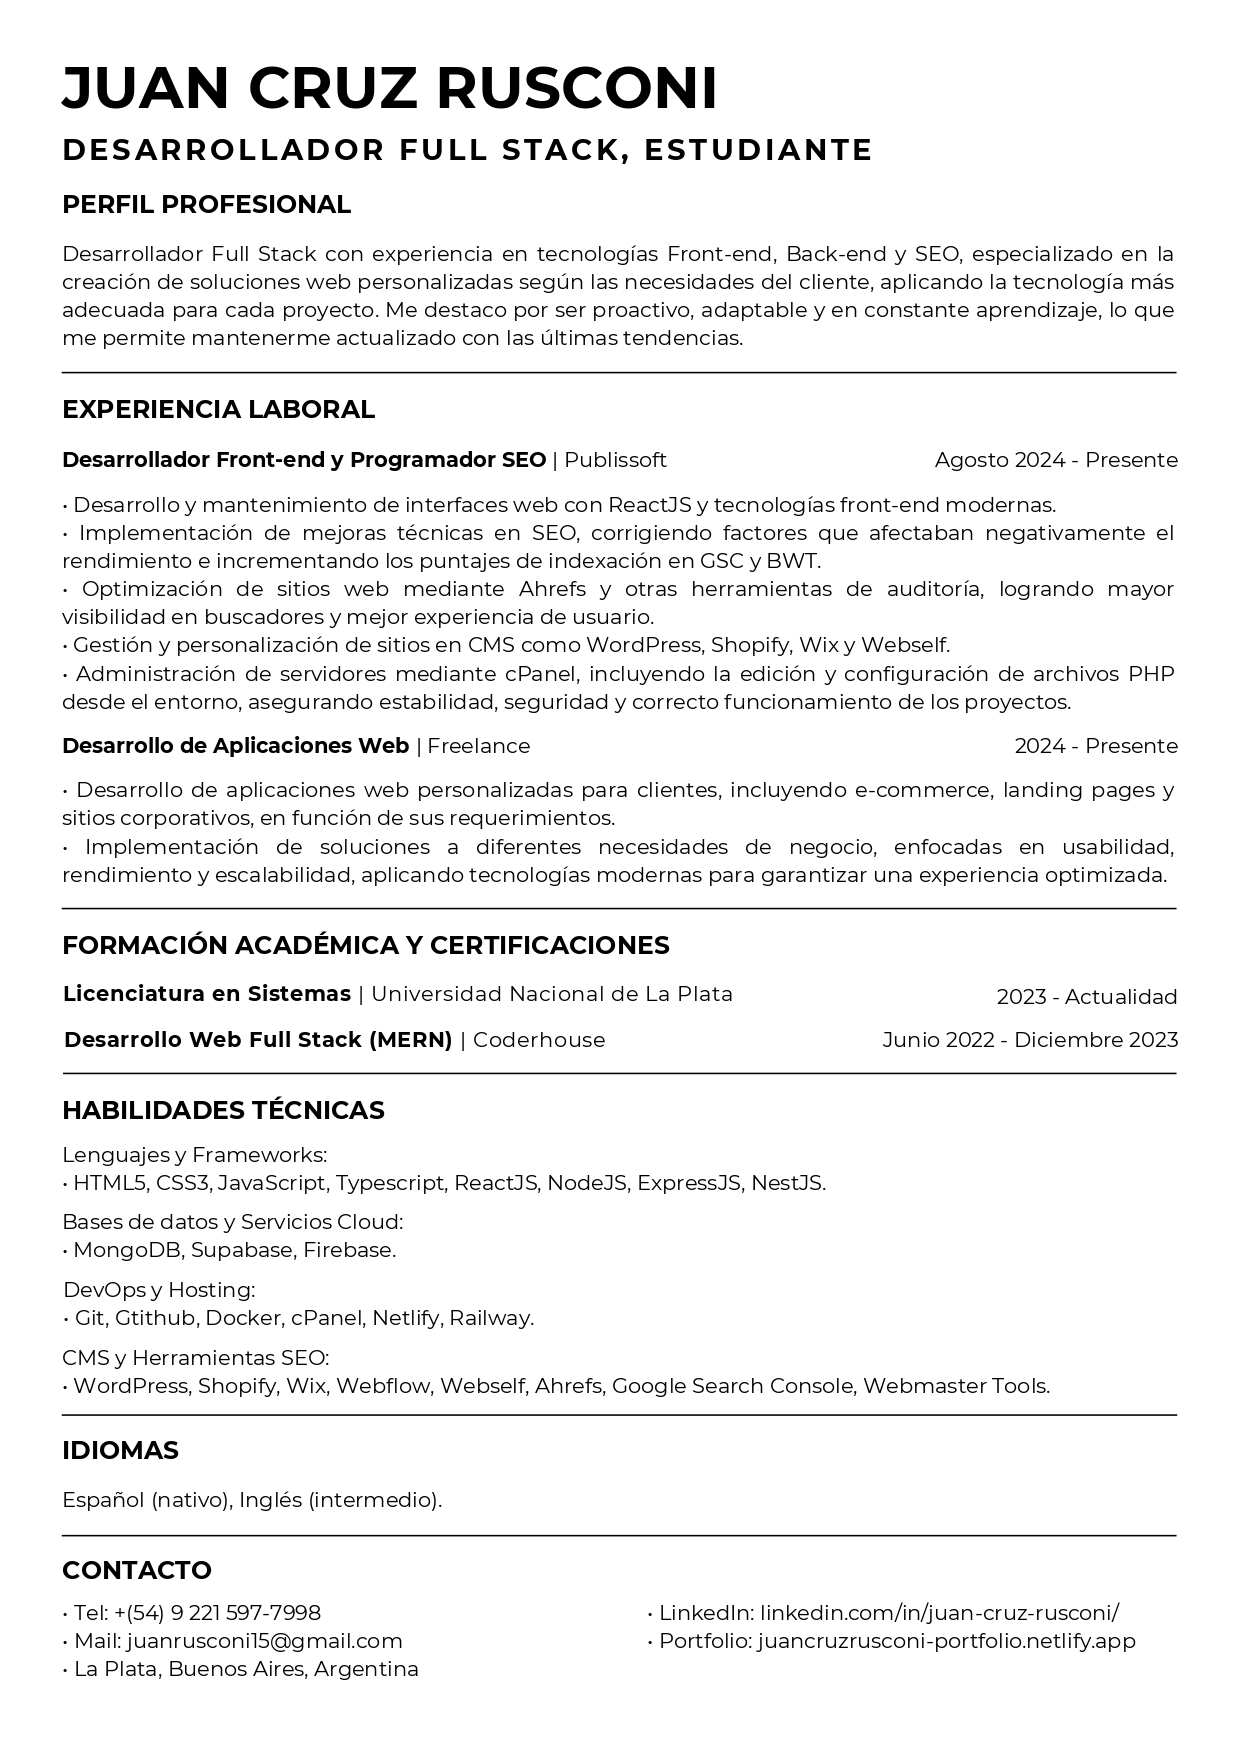 JUAN CRUZ RUSCONI
DESARROLLADOR FULL STACK, ESTUDIANTE
PERFIL PROFESIONAL
Desarrollador Full Stack con experiencia en tecnologías Front-end, Back-end y SEO, especializado en la
creación de soluciones web personalizadas según las necesidades del cliente, aplicando la tecnología más
adecuada para cada proyecto. Me destaco por ser proactivo, adaptable y en constante aprendizaje, lo que
me permite mantenerme actualizado con las últimas tendencias.
EXPERIENCIA LABORAL
Desarrollador Front-end y Programador SEO | Publissoft Agosto 2024 - Presente
• Desarrollo y mantenimiento de interfaces web con ReactJS y tecnologías front-end modernas.
• Implementación de mejoras técnicas en SEO, corrigiendo factores que afectaban negativamente el
rendimiento e incrementando los puntajes de indexación en GSC y BWT.
• Optimización de sitios web mediante Ahrefs y otras herramientas de auditoría, logrando mayor
visibilidad en buscadores y mejor experiencia de usuario.
• Gestión y personalización de sitios en CMS como WordPress, Shopify, Wix y Webself.
• Administración de servidores mediante cPanel, incluyendo la edición y configuración de archivos PHP
desde el entorno, asegurando estabilidad, seguridad y correcto funcionamiento de los proyectos.
Desarrollo de Aplicaciones Web | Freelance 2024 - Presente
• Desarrollo de aplicaciones web personalizadas para clientes, incluyendo e-commerce, landing pages y
sitios corporativos, en función de sus requerimientos.
• Implementación de soluciones a diferentes necesidades de negocio, enfocadas en usabilidad,
rendimiento y escalabilidad, aplicando tecnologías modernas para garantizar una experiencia optimizada.
FORMACIÓN ACADÉMICA Y CERTIFICACIONES
Licenciatura en Sistemas | Universidad Nacional de La Plata 2023 - Actualidad
Desarrollo Web Full Stack (MERN) | Coderhouse Junio 2022 - Diciembre 2023
HABILIDADES TÉCNICAS
Lenguajes y Frameworks:
• HTML5, CSS3, JavaScript, Typescript, ReactJS, NodeJS, ExpressJS, NestJS.
Bases de datos y Servicios Cloud:
• MongoDB, Supabase, Firebase.
DevOps y Hosting:
• Git, Gtithub, Docker, cPanel, Netlify, Railway.
CMS y Herramientas SEO:
• WordPress, Shopify, Wix, Webflow, Webself, Ahrefs, Google Search Console, Webmaster Tools.
IDIOMAS
Español (nativo), Inglés (intermedio).
CONTACTO
• Tel: +(54) 9 221 597-7998
• Mail: juanrusconi15@gmail.com
• La Plata, Buenos Aires, Argentina
• LinkedIn: linkedin.com/in/juan-cruz-rusconi/
• Portfolio: juancruzrusconi-portfolio.netlify.app